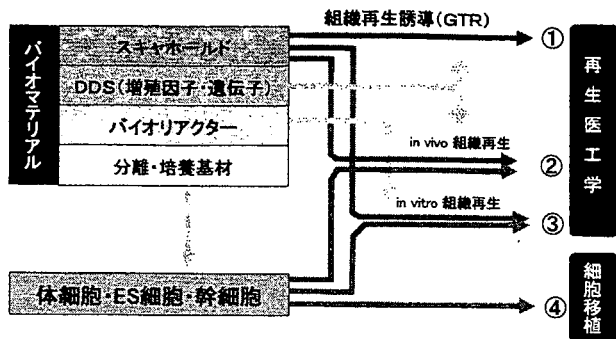 組織再生誘導(GTR)
①
バイオマテリアル
スキャホールド
DDS(増殖因子・遺伝子)
バイオリアクター
分離・培養基材
in vivo 組織再生
②
in vitro 組織再生
③
再生医工学
体細胞・ES細胞・幹細胞
④
細胞移植